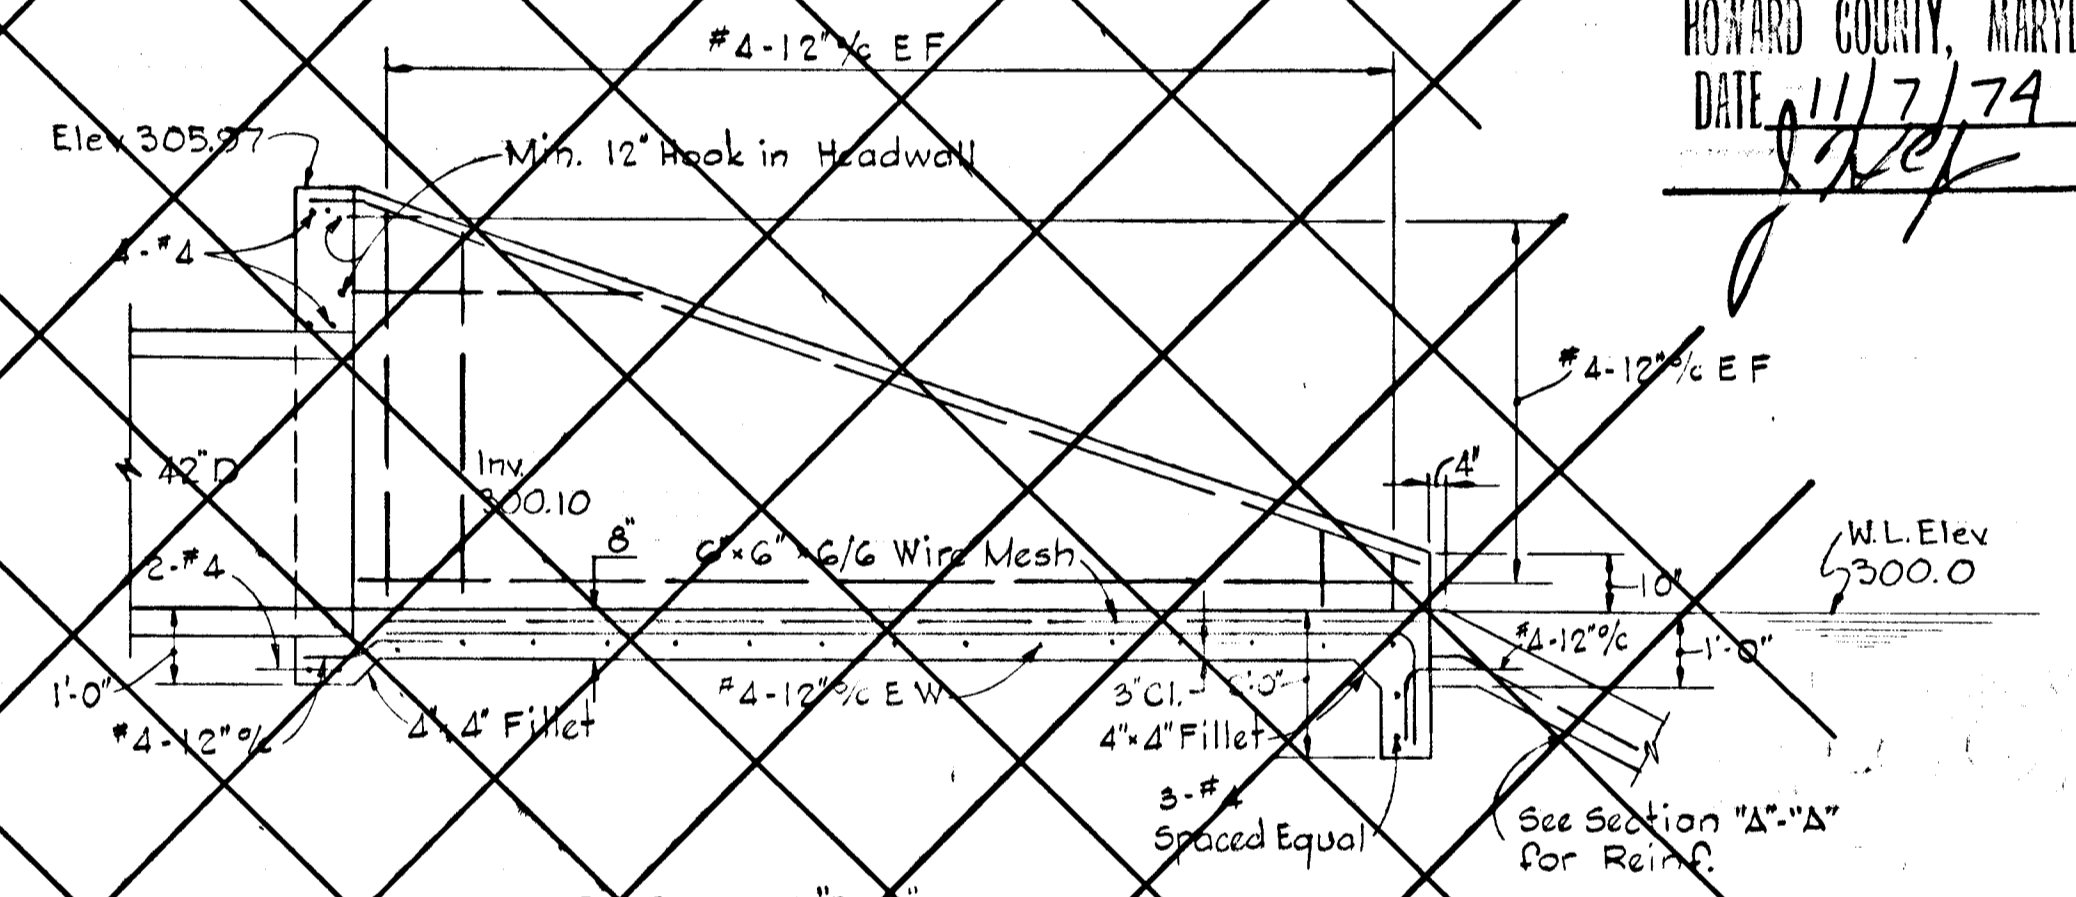 HOWARD COUNTY,
DATE 11/7/74
#4-12" o/c E F
Elev 305.97
Min. 12" Hook in Headwall
4-#4
#4-12" o/c E F
42" D
Inv.
300.10
4"
8"
6"x6" x 6/6 Wire Mesh
W.L. Elev
300.0
2-#4
10"
#4-12" o/c
1'-0"
1'-0"
#4-12" o/c E W
3" Cl.
2'-0"
#4-12" o/c
4"x4" Fillet
4"x4" Fillet
3-#4
Spaced Equal
See Section "A"-"A"
for Reinf.